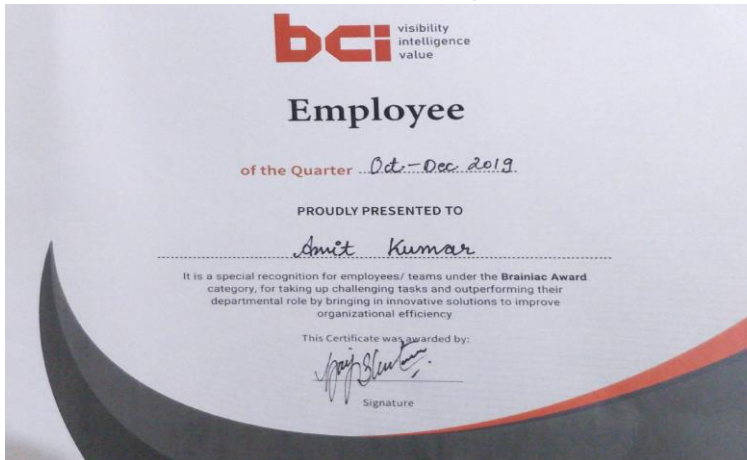 bci
visibility
intelligence
value
Employee
of the Quarter Oct-Dec 2019
PROUDLY PRESENTED TO
Amit Kumar
It is a special recognition for employees/ teams under the Brainiac Award
category, for taking up challenging tasks and outperforming their
departmental role by bringing in innovative solutions to improve
organizational efficiency
This Certificate was awarded by:
Signature